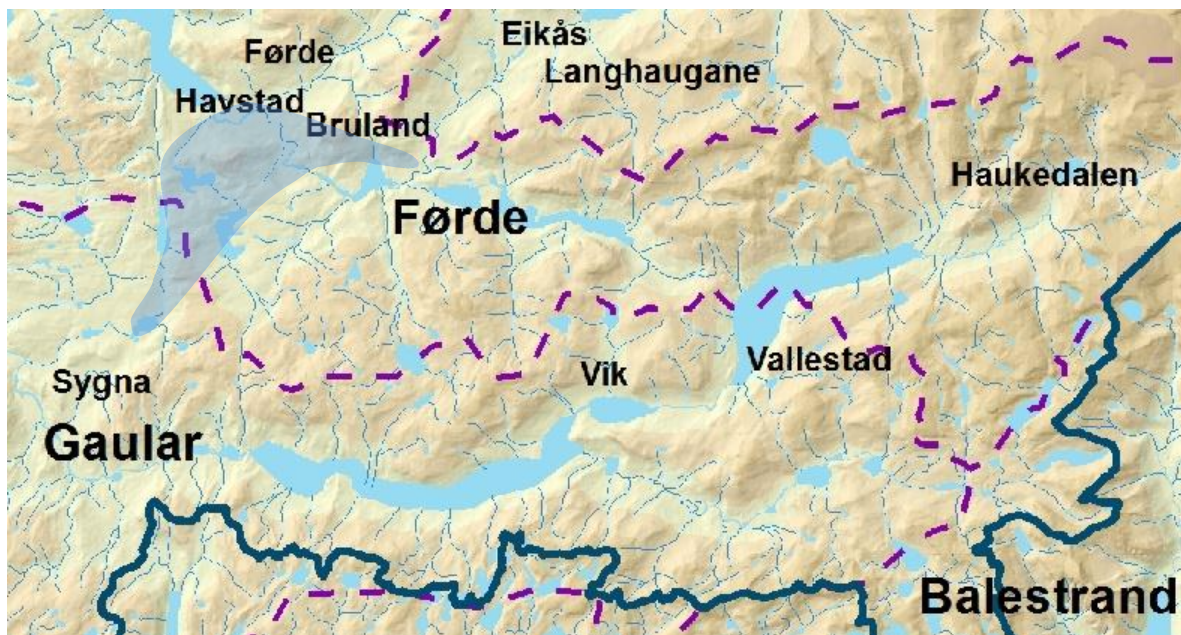 Eikås
Førde
Langhaugane
Havstad
Bruland
Haukedalen
Førde
Vallestad
Vik
Sygna
Gaular
Balestrand